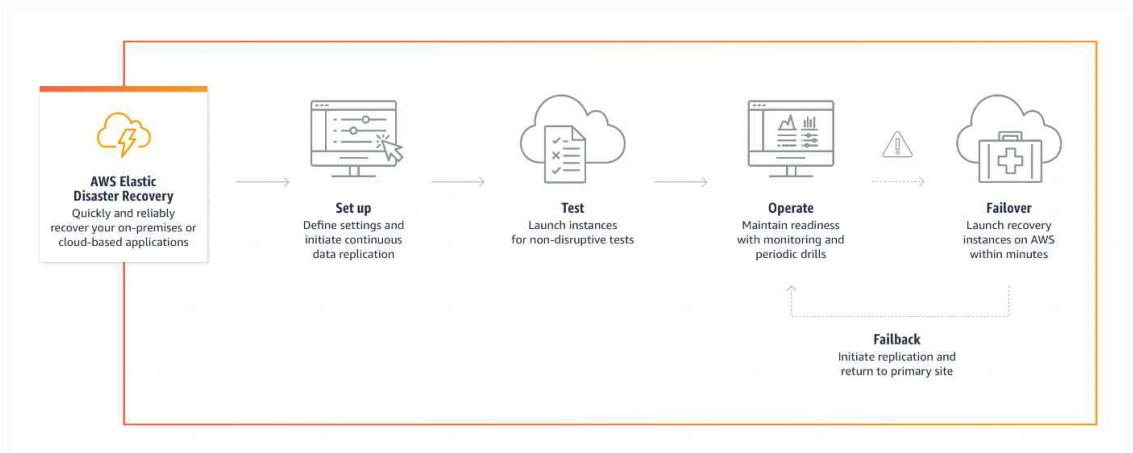 AWS Elastic
Disaster Recovery
Quickly and reliably
recover your on-premises or
cloud-based applications
Set up
Define settings and
initiate continuous
data replication
Test
Launch instances
for non-disruptive tests
Operate
Maintain readiness
with monitoring and
periodic drills
Failover
Launch recovery
instances on AWS
within minutes
Failback
Initiate replication and
return to primary site